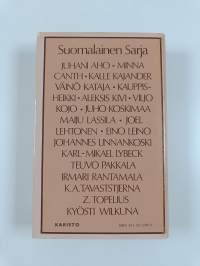 Suomalainen Sarja
JUHANI AHO • MINNA
CANTH • KALLE KAJANDER
VÄINÖ KATAJA • KAUPPIS-
HEIKKI • ALEKSIS KIVI • VILJO
KOJO • JUHO KOSKIMAA
MAIJU LASSILA • JOEL
LEHTONEN • EINO LEINO
JOHANNES LINNANKOSKI
KARL-MIKAEL LYBECK
TEUVO PAKKALA
IRMARI RANTAMALA
K. A. TAVASTSTJERNA
Z. TOPELIUS
KYÖSTI WILKUNA
KARISTO